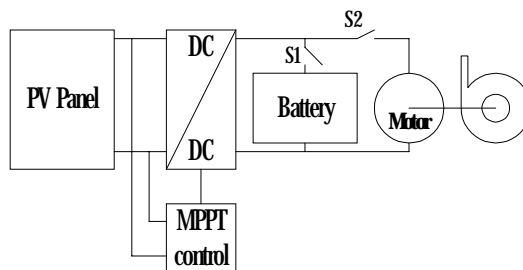 PV Panel
DC
DC
MPPT
control
S1
S2
Battery
Motor